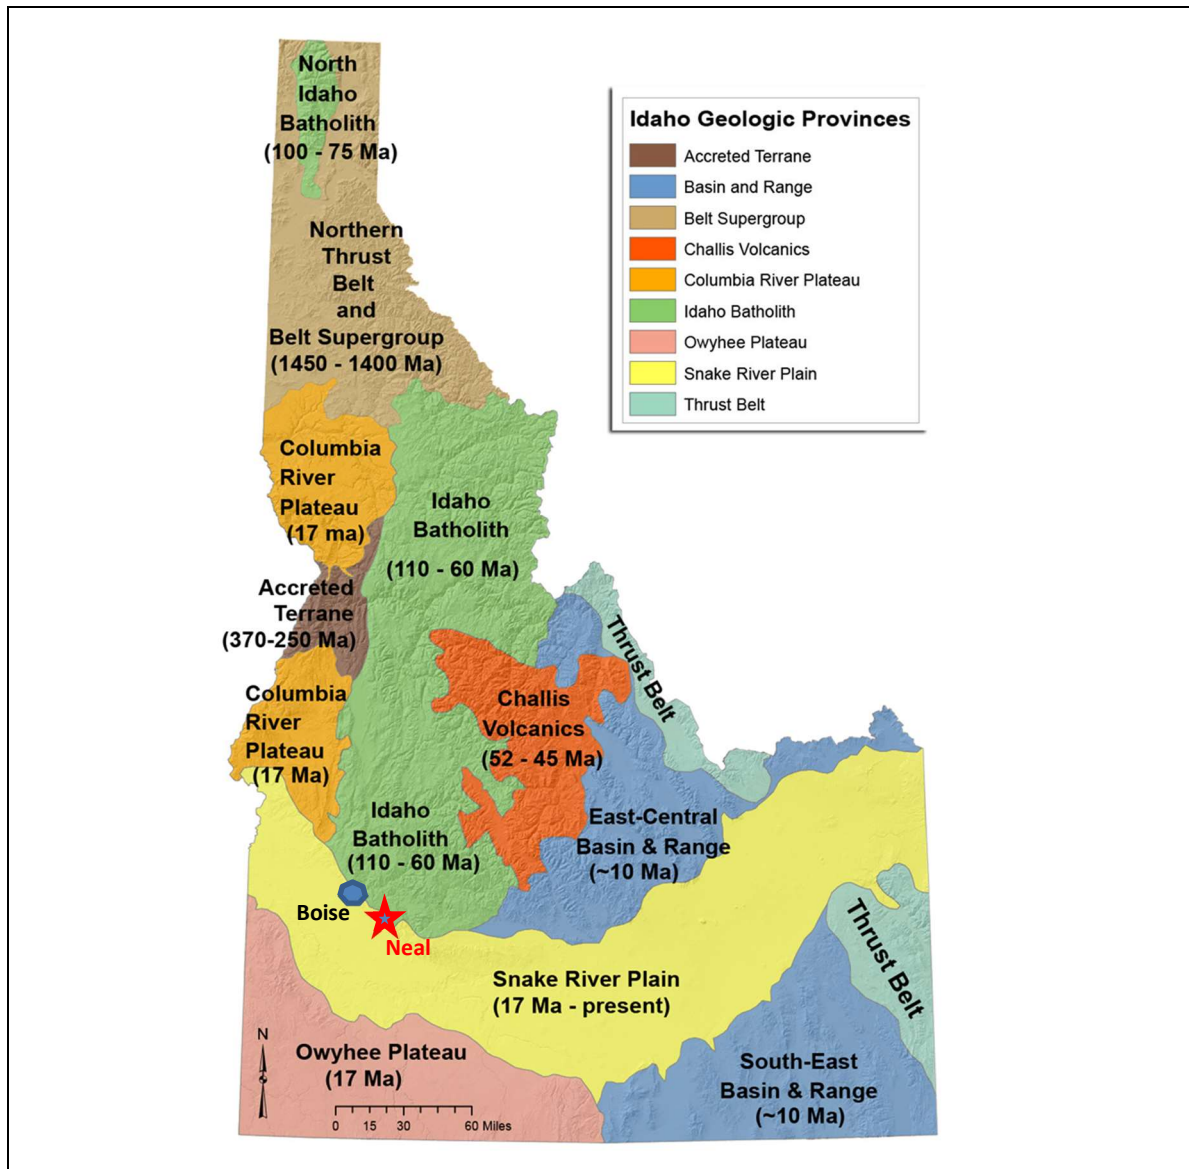 North
Idaho
Batholith
(100 - 75 Ma)
Northern
Thrust
Belt
and
Belt Supergroup
(1450 - 1400 Ma)
Idaho Geologic Provinces
Accreted Terrane
Basin and Range
Belt Supergroup
Challis Volcanics
Columbia River Plateau
Idaho Batholith
Owyhee Plateau
Snake River Plain
Thrust Belt
Columbia
River
Plateau
(17 ma)
Idaho
Batholith
(110 - 60 Ma)
Accreted
Terrane
(370-250 Ma)
Thrust Belt
Columbia
River
Plateau
(17 Ma)
Challis
Volcanics
(52 - 45 Ma)
Idaho
Batholith
(110 - 60 Ma)
East-Central
Basin & Range
(~10 Ma)
Boise
Neal
Thrust Belt
Snake River Plain
(17 Ma - present)
Owyhee Plateau
(17 Ma)
South-East
Basin & Range
(~10 Ma)
N
0 15 30 60 Miles